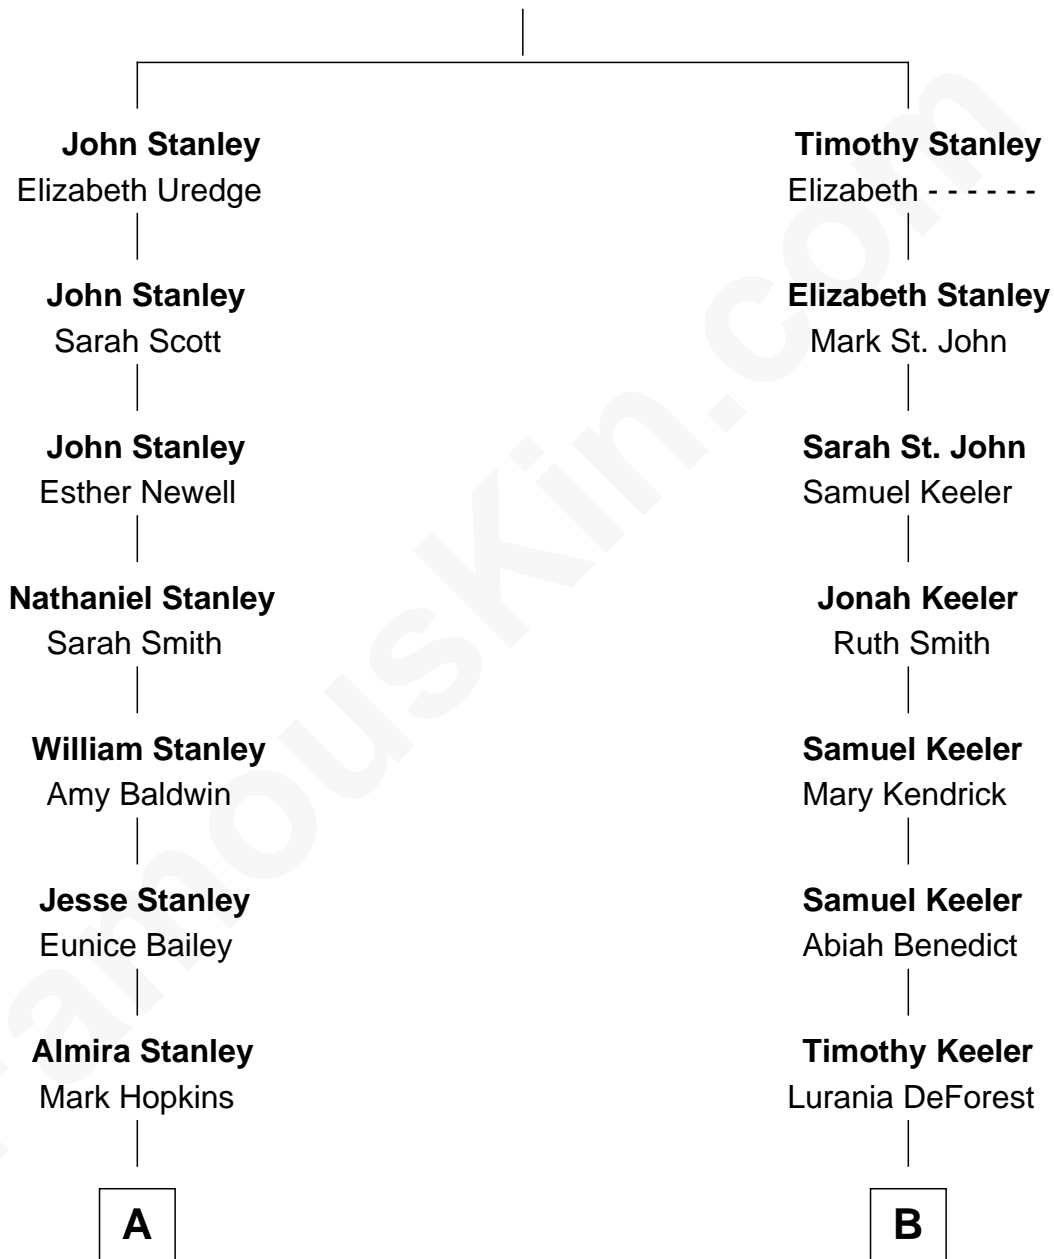 John Stanley
Elizabeth Uredge
John Stanley
Sarah Scott
John Stanley
Esther Newell
Nathaniel Stanley
Sarah Smith
William Stanley
Amy Baldwin
Jesse Stanley
Eunice Bailey
Almira Stanley
Mark Hopkins
A
Timothy Stanley
Elizabeth - - - - - -
Elizabeth Stanley
Mark St. John
Sarah St. John
Samuel Keeler
Jonah Keeler
Ruth Smith
Samuel Keeler
Mary Kendrick
Samuel Keeler
Abiah Benedict
Timothy Keeler
Lurania DeForest
B
FamousKin.com